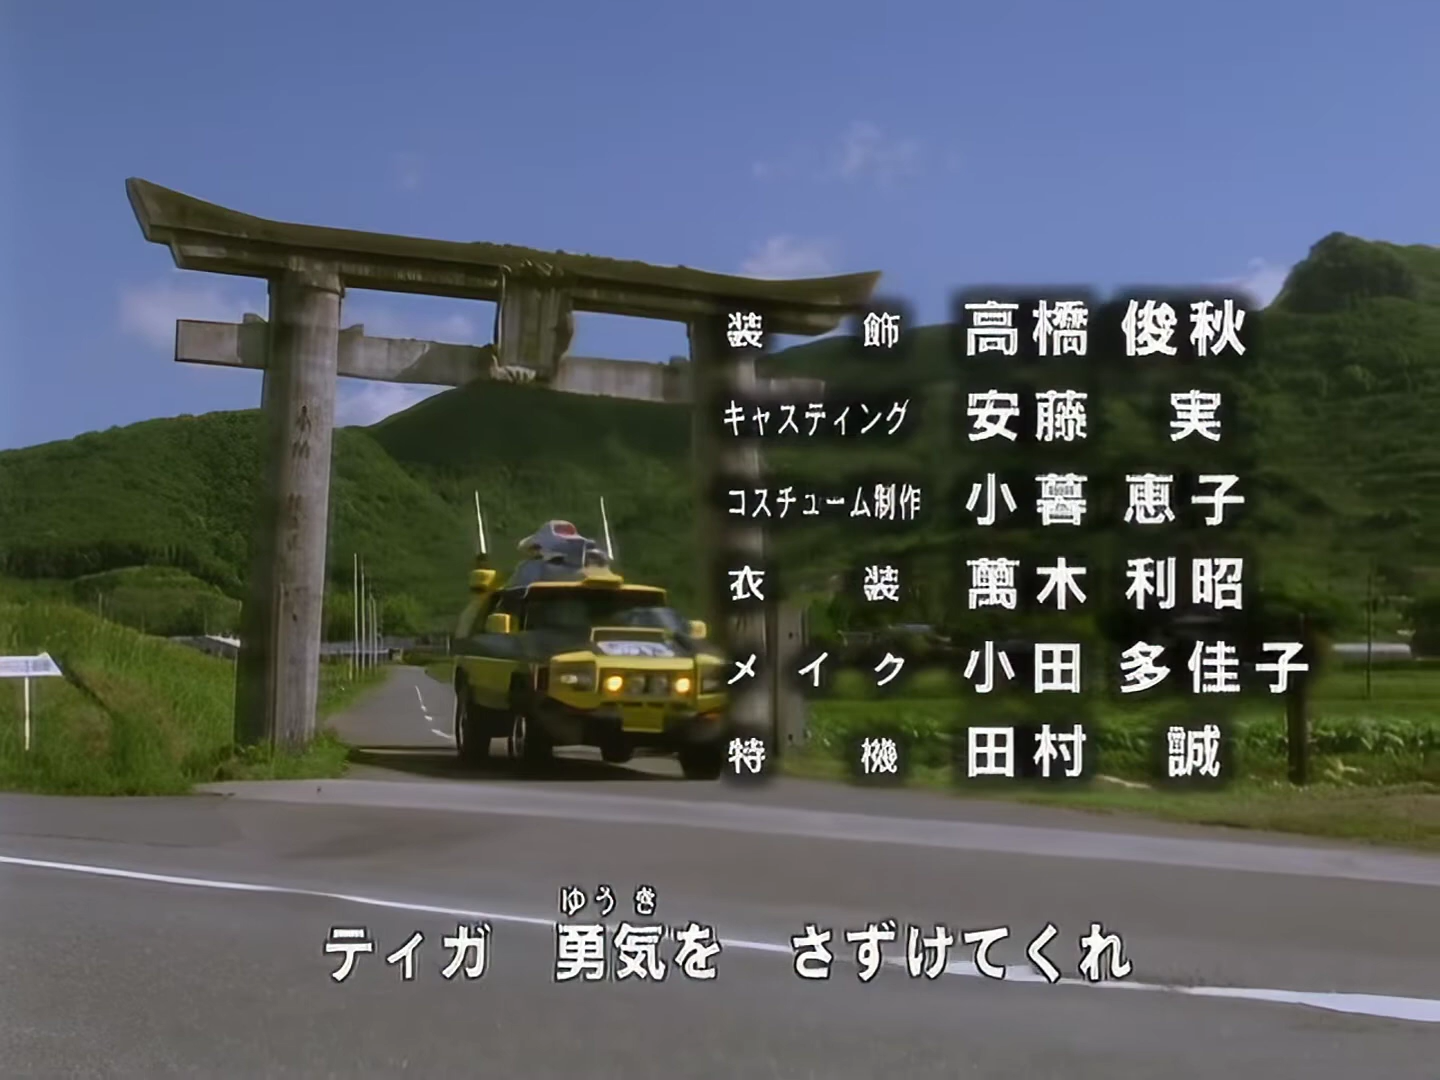 装飾 高橋 俊秋
キャスティング 安藤 実
コスチューム制作 小暮 恵子
衣装 萬木 利昭
メイク 小田 多佳子
特機 田村 誠
ゆうき
ティガ 勇気を さずけてくれ